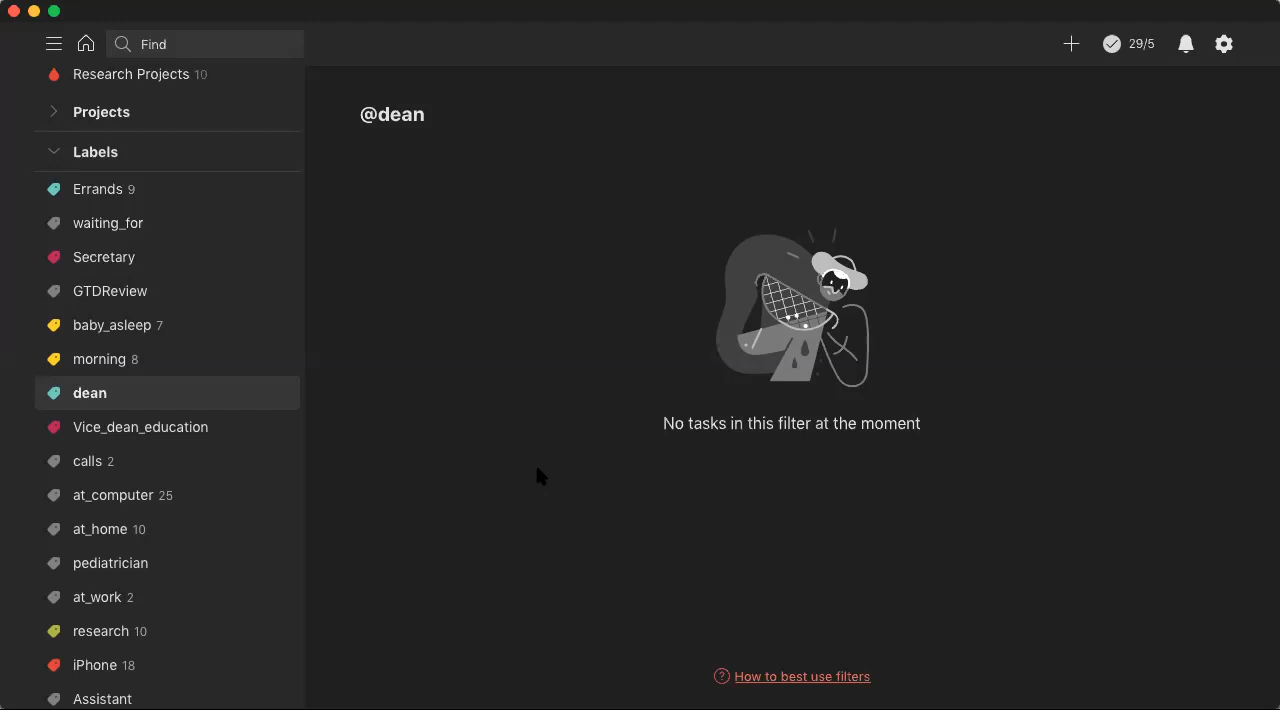 Find
29/5
Research Projects 10
Projects
Labels
Errands 9
waiting_for
Secretary
GTDReview
baby_asleep 7
morning 8
dean
Vice_dean_education
calls 2
at_computer 25
at_home 10
pediatrician
at_work 2
research 10
iPhone 18
Assistant
@dean
No tasks in this filter at the moment
? How to best use filters